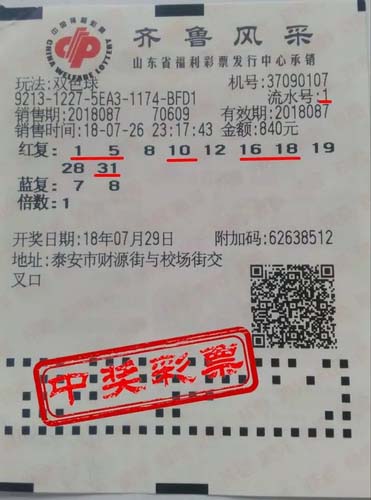 中国福利彩票
CHINA WELFARE LOTTERY
齐鲁风采
山东省福利彩票发行中心承销
玩法:双色球 机号:37090107
9213-1227-5EA3-1174-BFD1 流水号:1
销售期:2018087 70609 有效期:2018087
销售时间:18-07-26 23:17:43 金额:840元
红复: 1 5 8 10 12 16 18 19
28 31
蓝复: 7 8
倍数:1
开奖日期:18年07月29日 附加码:62638512
地址:泰安市财源街与校场街交
叉口
中奖彩票